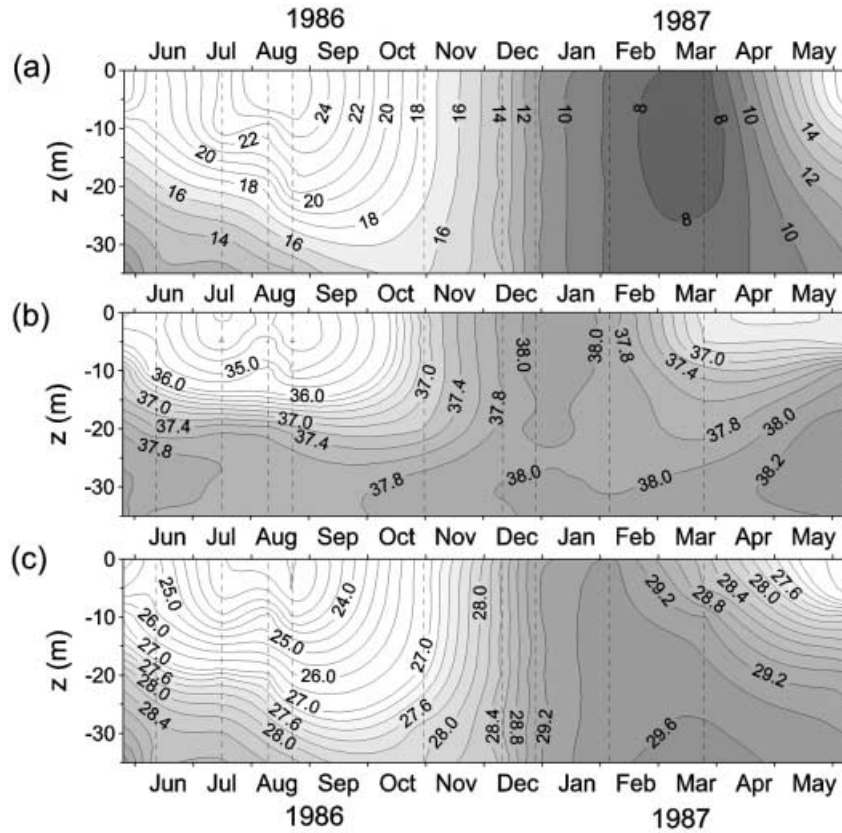 1986 1987
Jun Jul Aug Sep Oct Nov Dec Jan Feb Mar Apr May
(a)
z (m)
0
-10
-20
-30
24 22 20 18 16 14 12 10 8 8 10 14
22
20
18
20
18
16
14
16
16
12
10
8
Jun Jul Aug Sep Oct Nov Dec Jan Feb Mar Apr May
(b)
z (m)
0
-10
-20
-30
36.0 35.0 36.0 37.0 37.4 37.8 38.0 38.0 37.8 37.0
37.4
37.0 37.0
37.4 37.4
37.8 37.8
38.0 38.0 37.8 38.0
38.2
Jun Jul Aug Sep Oct Nov Dec Jan Feb Mar Apr May
(c)
z (m)
0
-10
-20
-30
25.0 24.0 28.0 29.2 28.8 28.4 28.0 27.6
26.0 25.0
27.0 26.0 27.0
27.6 27.0 27.6
28.0 27.6 28.0
28.4 28.0 28.4 28.8 29.2 29.6 29.2
Jun Jul Aug Sep Oct Nov Dec Jan Feb Mar Apr May
1986 1987